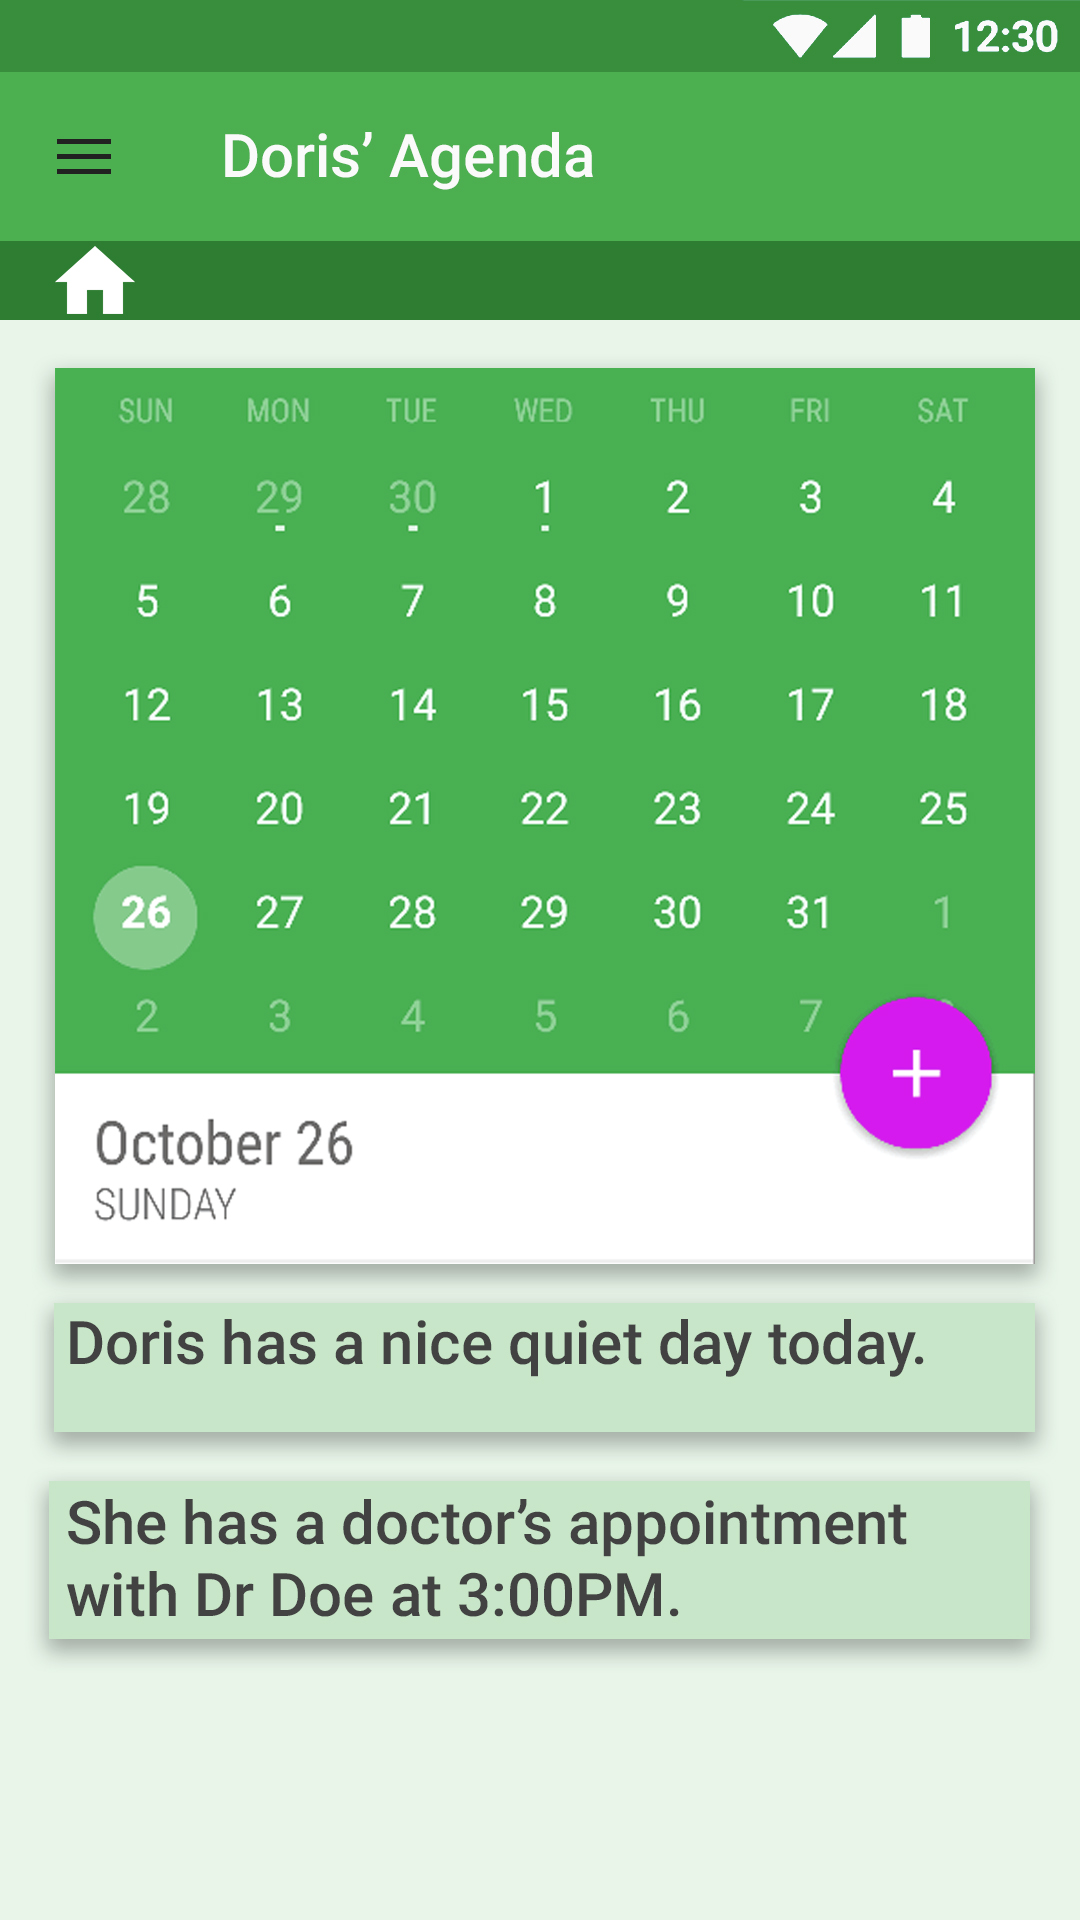 12:30
Doris’ Agenda
SUN MON TUE WED THU FRI SAT
28 29 30 1 2 3 4
5 6 7 8 9 10 11
12 13 14 15 16 17 18
19 20 21 22 23 24 25
26 27 28 29 30 31 1
2 3 4 5 6 7
+
October 26
SUNDAY
Doris has a nice quiet day today.
She has a doctor’s appointment
with Dr Doe at 3:00PM.